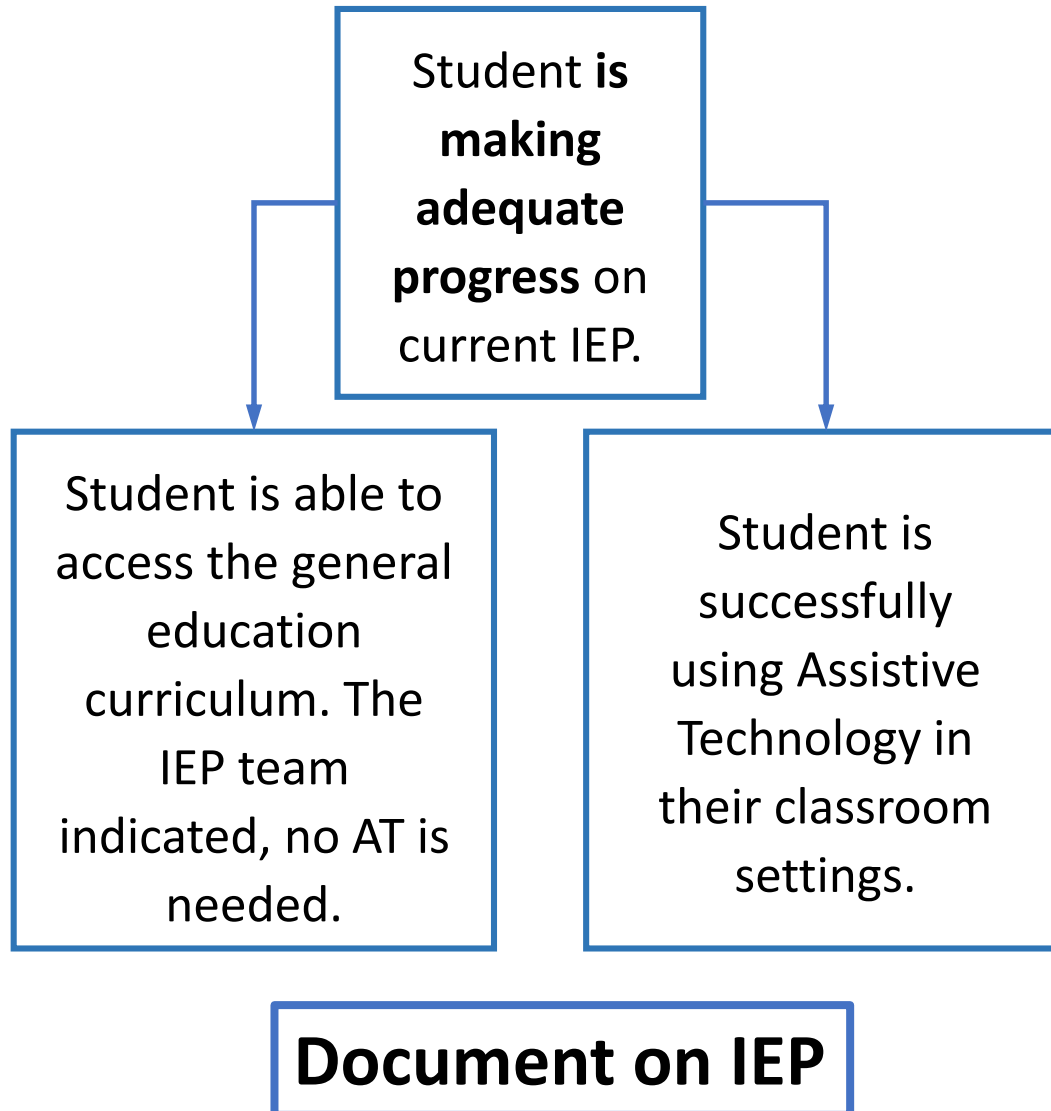 Student is
making
adequate
progress on
current IEP.
Student is able to
access the general
education
curriculum. The
IEP team
indicated, no AT is
needed.
Student is
successfully
using Assistive
Technology in
their classroom
settings.
Document on IEP